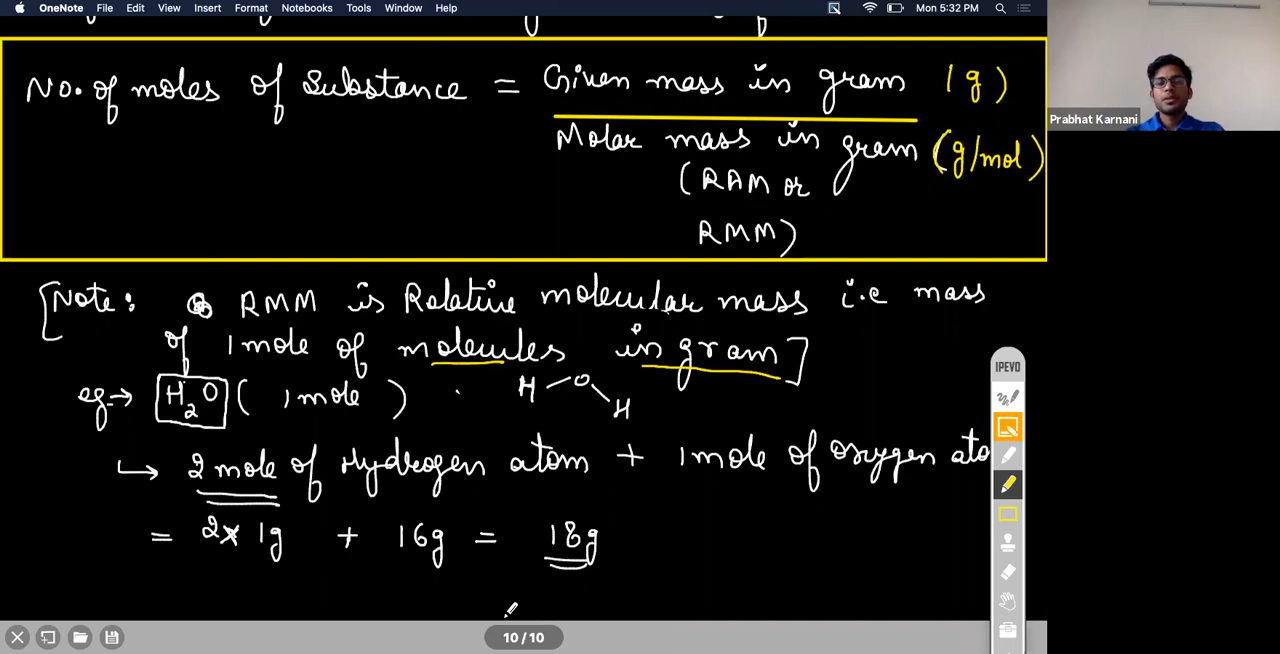 OneNote File Edit View Insert Format Notebooks Tools Window Help Mon 5:32 PM
No. of moles of Substance = Given mass in gram (g)
Molar mass in gram (g/mol)
(RAM or
RMM)
Prabhat Karnani
[Note: RMM is Relative molecular mass i.e mass
of 1 mole of molecules in gram]
eg → H2O (1 mole) H O H
↳ 2 mole of Hydrogen atom + 1 mole of oxygen ato
= 2 x 1g + 16g = 18g
IPEVO
10 / 10